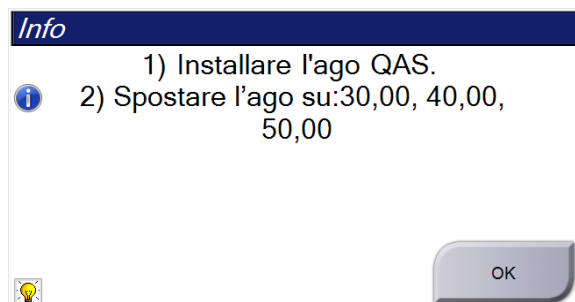 Info
1) Installare l'ago QAS.
2) Spostare l’ago su:30,00, 40,00,
50,00
OK